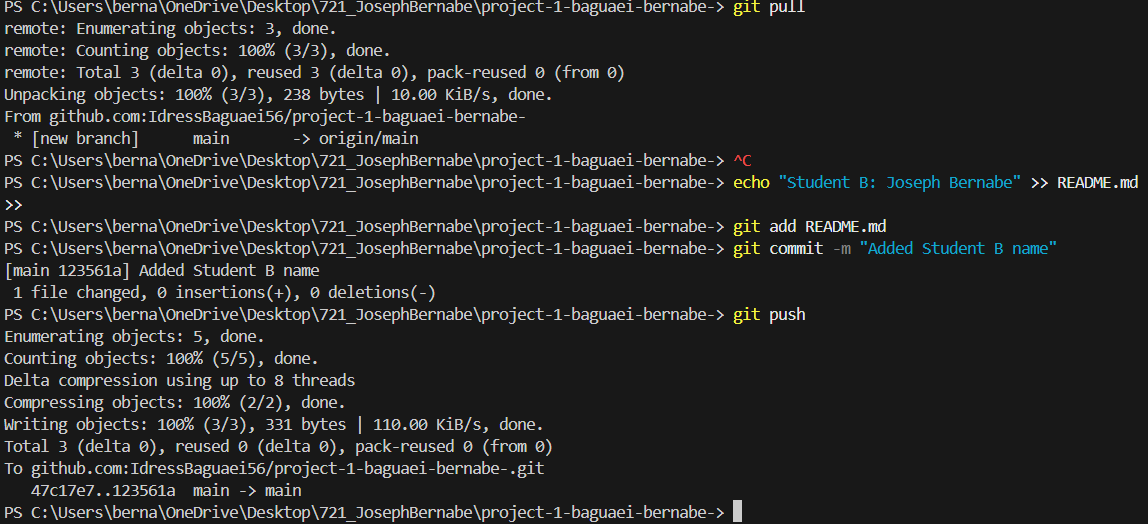 PS C:\Users\berna\OneDrive\Desktop\721_JosephBernabe\project-1-baguaei-bernabe-> git pull
remote: Enumerating objects: 3, done.
remote: Counting objects: 100% (3/3), done.
remote: Total 3 (delta 0), reused 3 (delta 0), pack-reused 0 (from 0)
Unpacking objects: 100% (3/3), 238 bytes | 10.00 KiB/s, done.
From github.com:IdressBaguaei56/project-1-baguaei-bernabe-
 * [new branch]      main       -> origin/main
PS C:\Users\berna\OneDrive\Desktop\721_JosephBernabe\project-1-baguaei-bernabe-> ^C
PS C:\Users\berna\OneDrive\Desktop\721_JosephBernabe\project-1-baguaei-bernabe-> echo "Student B: Joseph Bernabe" >> README.md
>>
PS C:\Users\berna\OneDrive\Desktop\721_JosephBernabe\project-1-baguaei-bernabe-> git add README.md
PS C:\Users\berna\OneDrive\Desktop\721_JosephBernabe\project-1-baguaei-bernabe-> git commit -m "Added Student B name"
[main 123561a] Added Student B name
 1 file changed, 0 insertions(+), 0 deletions(-)
PS C:\Users\berna\OneDrive\Desktop\721_JosephBernabe\project-1-baguaei-bernabe-> git push
Enumerating objects: 5, done.
Counting objects: 100% (5/5), done.
Delta compression using up to 8 threads
Compressing objects: 100% (2/2), done.
Writing objects: 100% (3/3), 331 bytes | 110.00 KiB/s, done.
Total 3 (delta 0), reused 0 (delta 0), pack-reused 0 (from 0)
To github.com:IdressBaguaei56/project-1-baguaei-bernabe-.git
   47c17e7..123561a  main -> main
PS C:\Users\berna\OneDrive\Desktop\721_JosephBernabe\project-1-baguaei-bernabe->